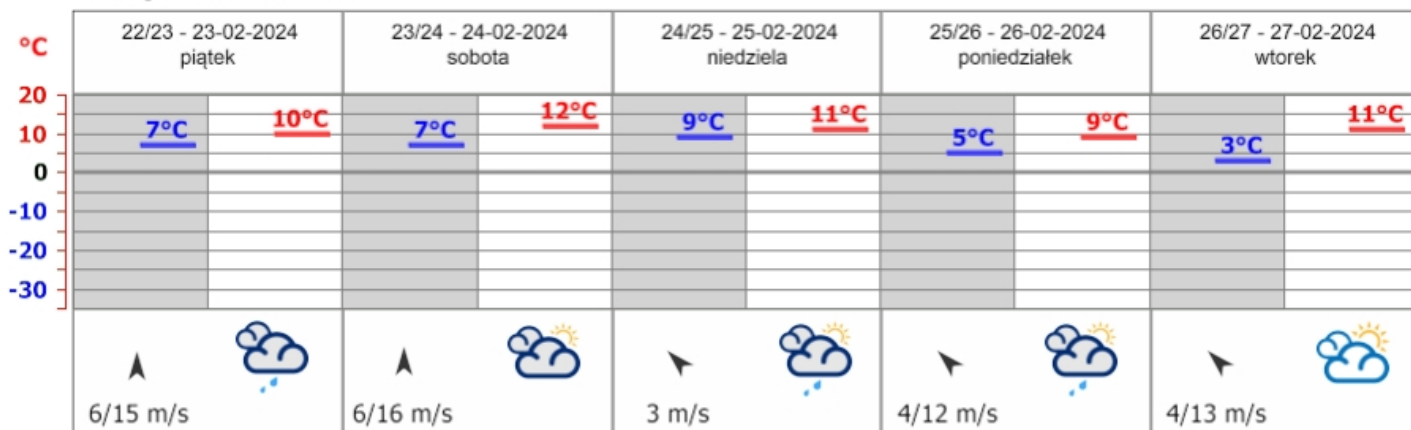 °C
22/23 - 23-02-2024
piątek
23/24 - 24-02-2024
sobota
24/25 - 25-02-2024
niedziela
25/26 - 26-02-2024
poniedziałek
26/27 - 27-02-2024
wtorek
20
10
0
-10
-20
-30
7°C
10°C
7°C
12°C
9°C
11°C
5°C
9°C
3°C
11°C
6/15 m/s
6/16 m/s
3 m/s
4/12 m/s
4/13 m/s